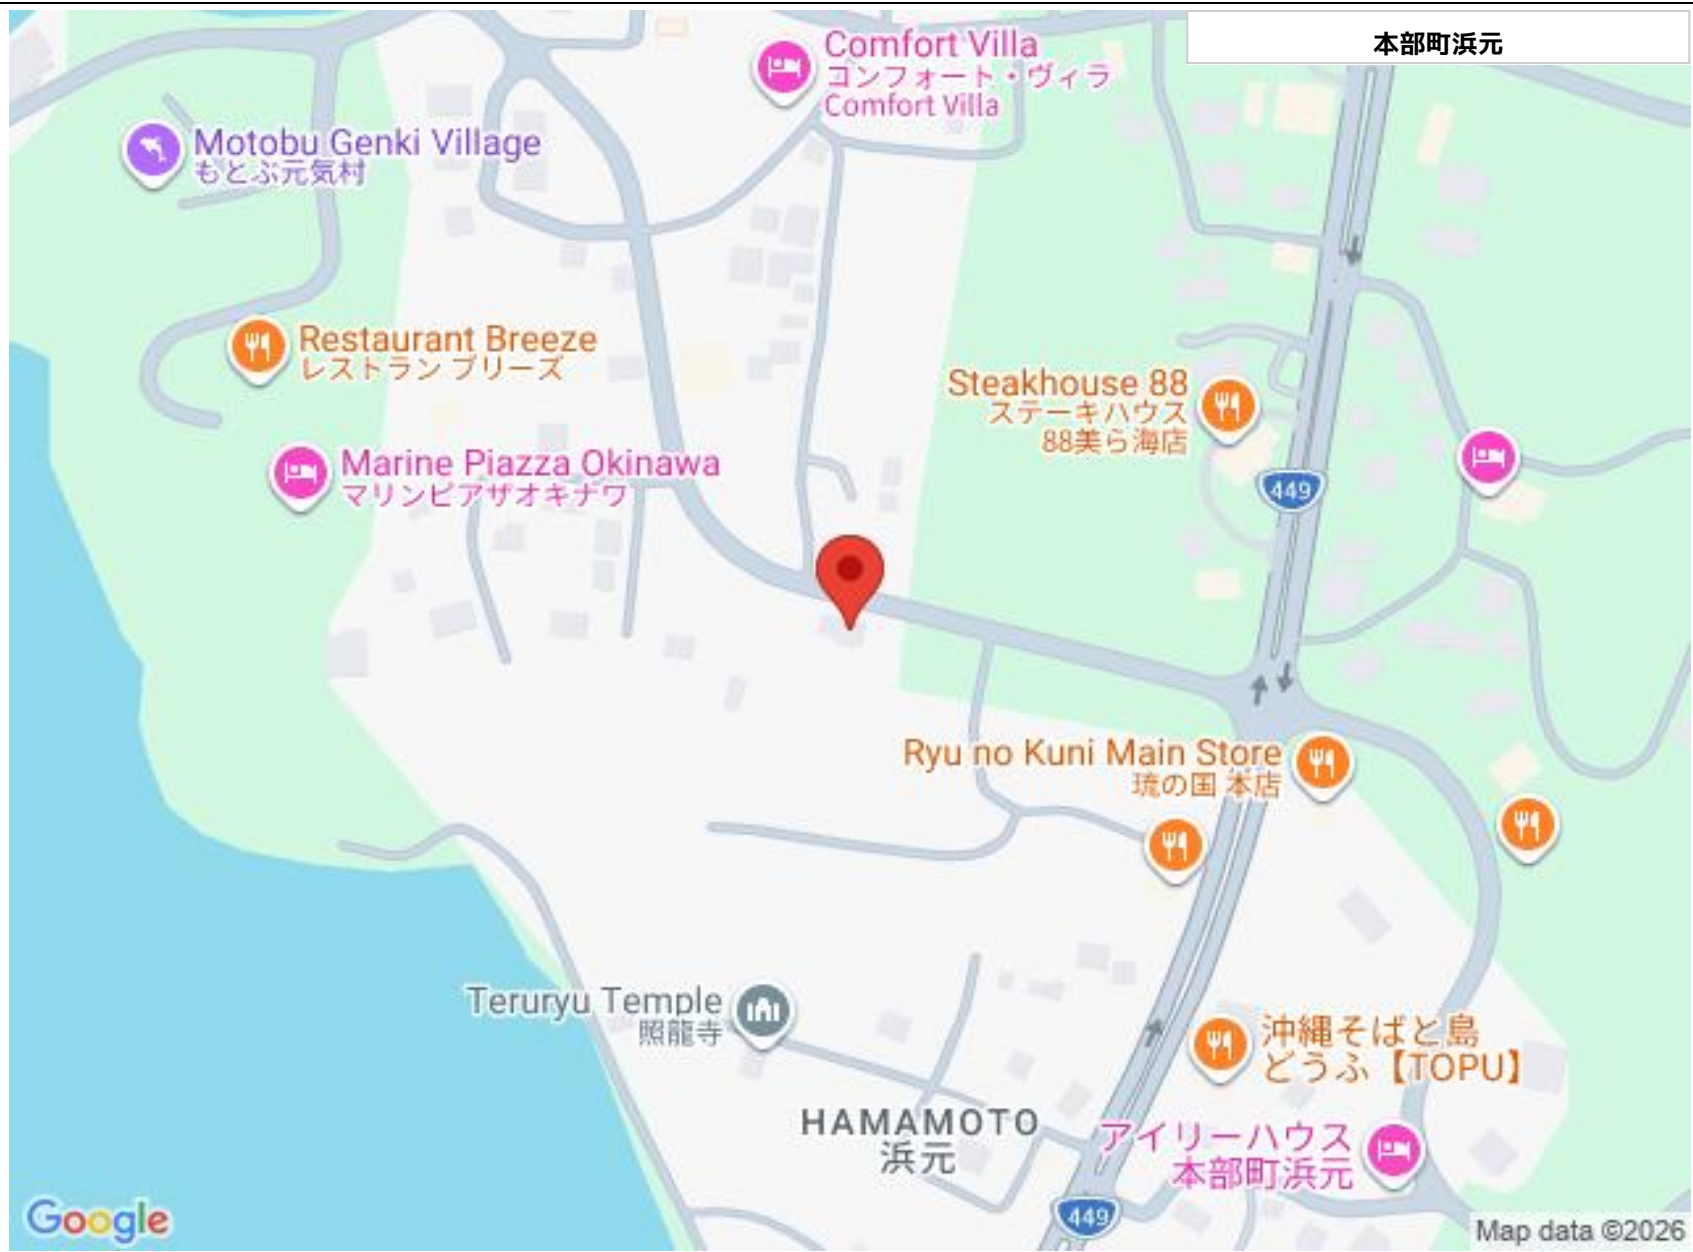 本部町浜元
Comfort Villa
コンフォート・ヴィラ
Comfort Villa
Motobu Genki Village
もとぶ元気村
Restaurant Breeze
レストラン ブリーズ
Steakhouse 88
ステーキハウス
88美ら海店
Marine Piazza Okinawa
マリンピアザオキナワ
449
Ryu no Kuni Main Store
琉の国 本店
Teruryu Temple
照龍寺
沖縄そばと島
どうふ【TOPU】
HAMAMOTO
浜元
アイリーハウス
本部町浜元
449
Google
Map data ©2026